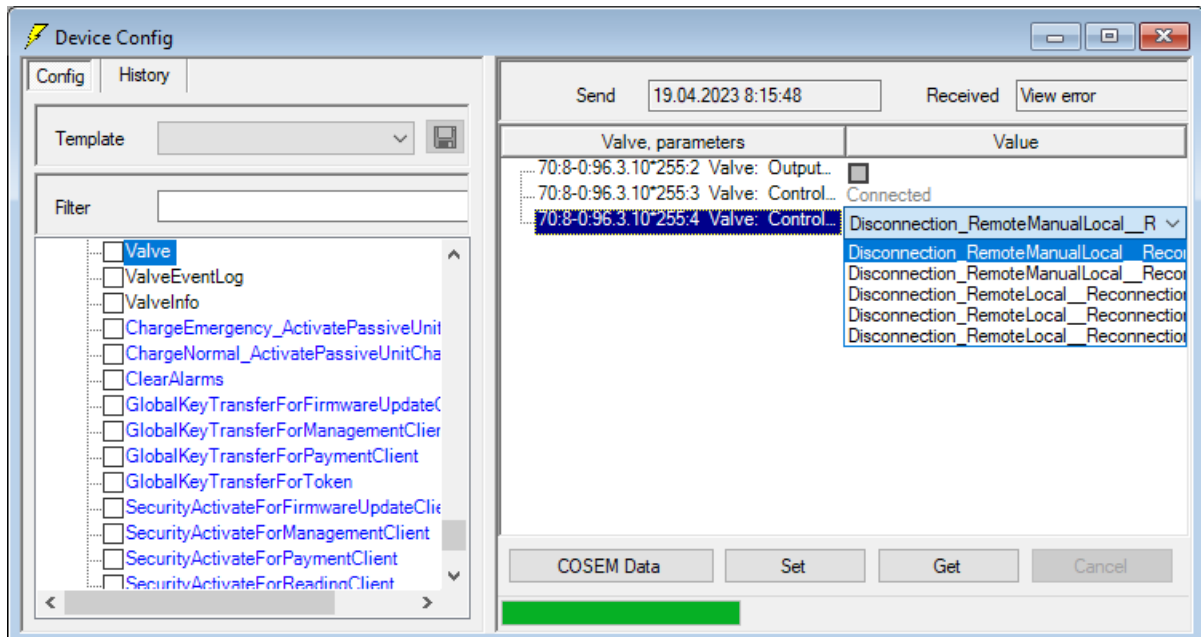 Device Config
Config History
Template
Filter
Valve
ValveEventLog
ValveInfo
ChargeEmergency_ActivatePassiveUnit
ChargeNormal_ActivatePassiveUnitCha
ClearAlarms
GlobalKeyTransferForFirmwareUpdateC
GlobalKeyTransferForManagementClien
GlobalKeyTransferForPaymentClient
GlobalKeyTransferForToken
SecurityActivateForFirmwareUpdateClie
SecurityActivateForManagementClient
SecurityActivateForPaymentClient
SecurityActivateForReadingClient
Send 19.04.2023 8:15:48 Received View error
Valve, parameters Value
70:8-0:96.3.10*255:2 Valve: Output...
70:8-0:96.3.10*255:3 Valve: Control... Connected
70:8-0:96.3.10*255:4 Valve: Control... Disconnection_RemoteManualLocal__R
Disconnection_RemoteManualLocal__Recon
Disconnection_RemoteManualLocal__Recon
Disconnection_RemoteLocal__Reconnection
Disconnection_RemoteLocal__Reconnection
Disconnection_RemoteLocal__Reconnection
COSEM Data Set Get Cancel